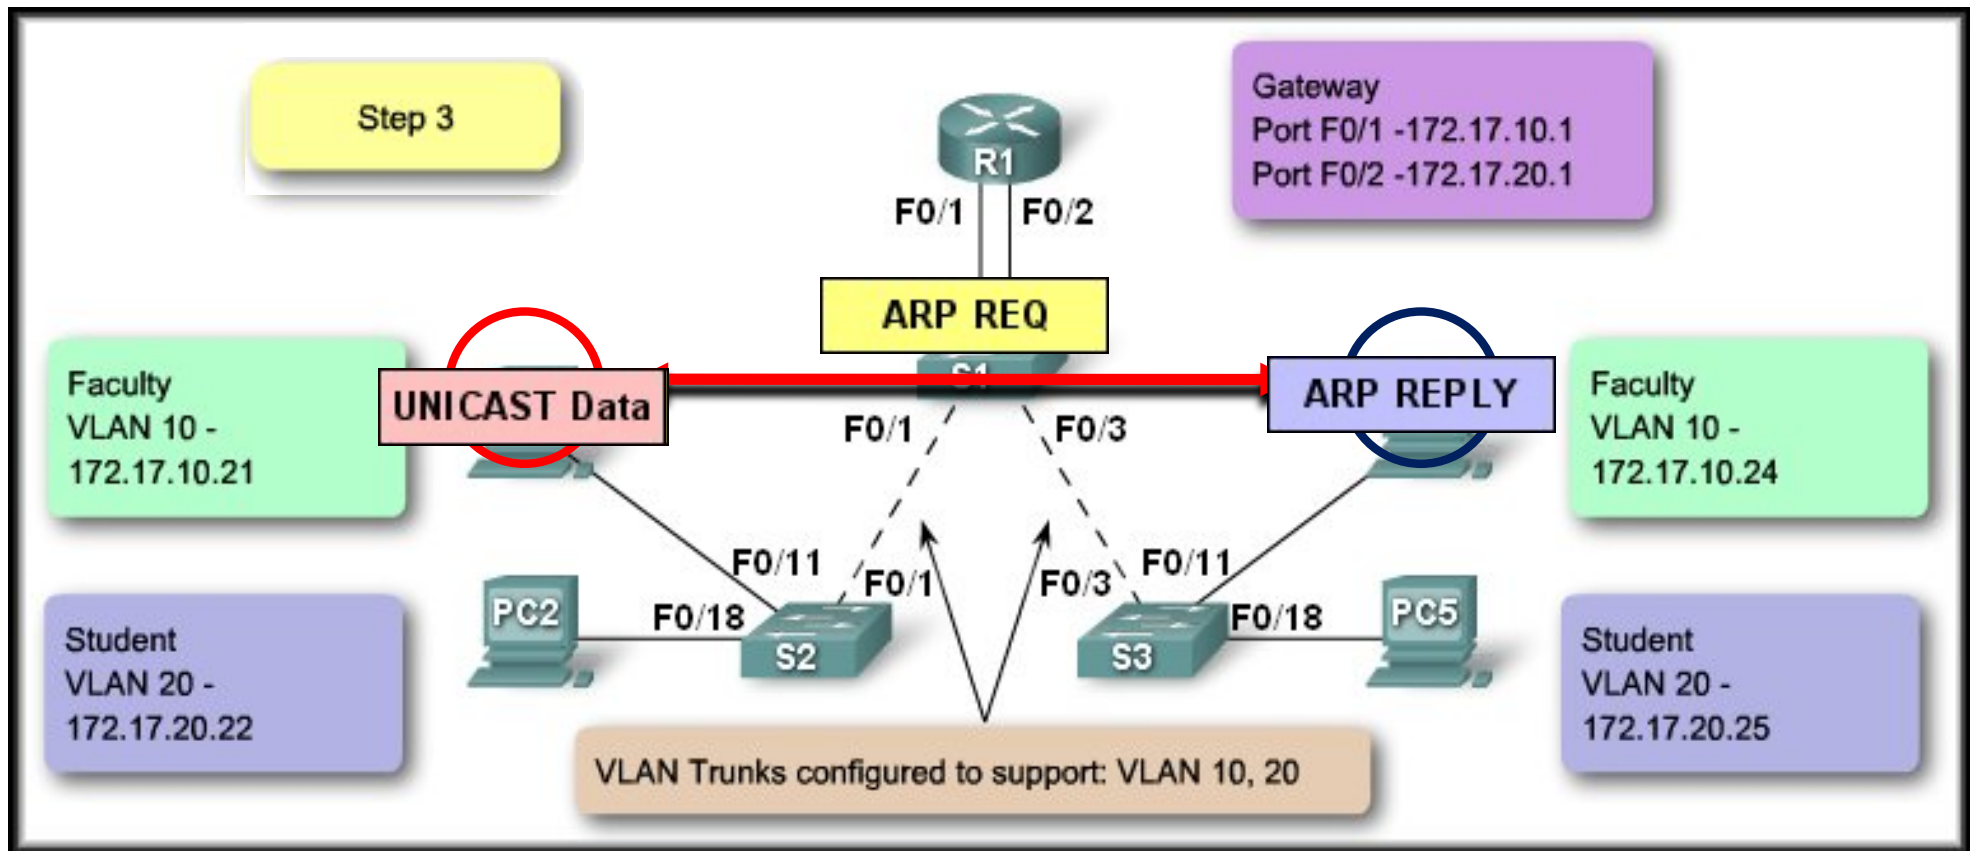 Step 3
Gateway
Port F0/1 -172.17.10.1
Port F0/2 -172.17.20.1
R1
F0/1
F0/2
ARP REQ
S1
Faculty
VLAN 10 -
172.17.10.21
UNICAST Data
ARP REPLY
Faculty
VLAN 10 -
172.17.10.24
F0/1
F0/3
F0/11
F0/1
F0/3
F0/11
PC2
F0/18
S2
S3
F0/18
PC5
Student
VLAN 20 -
172.17.20.22
Student
VLAN 20 -
172.17.20.25
VLAN Trunks configured to support: VLAN 10, 20